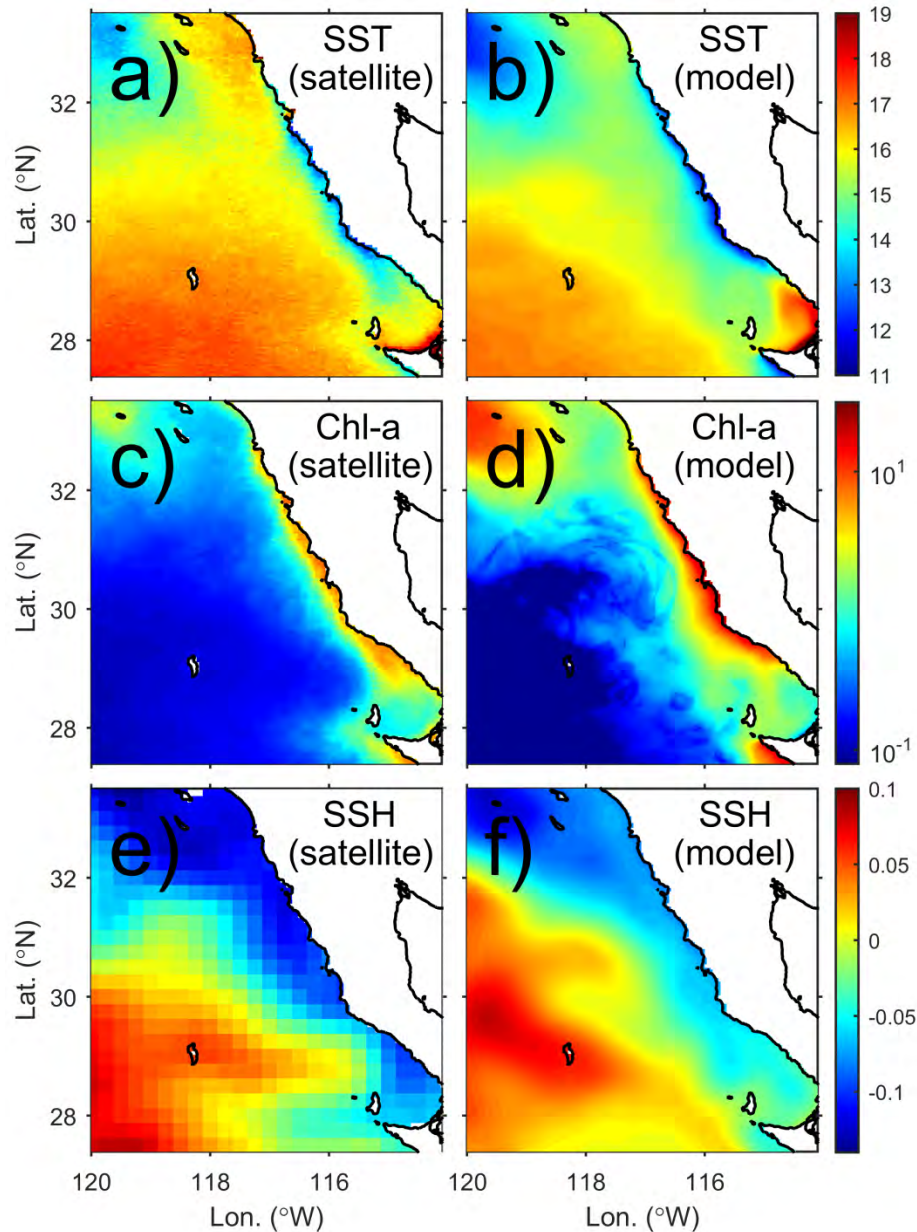 a)
SST
(satellite)
b)
SST
(model)
19
18
17
16
15
14
13
12
11
Lat. (°N)
32
30
28
c)
Chl-a
(satellite)
d)
Chl-a
(model)
10^1
10^-1
Lat. (°N)
32
30
28
e)
SSH
(satellite)
f)
SSH
(model)
0.1
0.05
0
-0.05
-0.1
Lat. (°N)
32
30
28
120
118
116
120
118
116
Lon. (°W)
Lon. (°W)